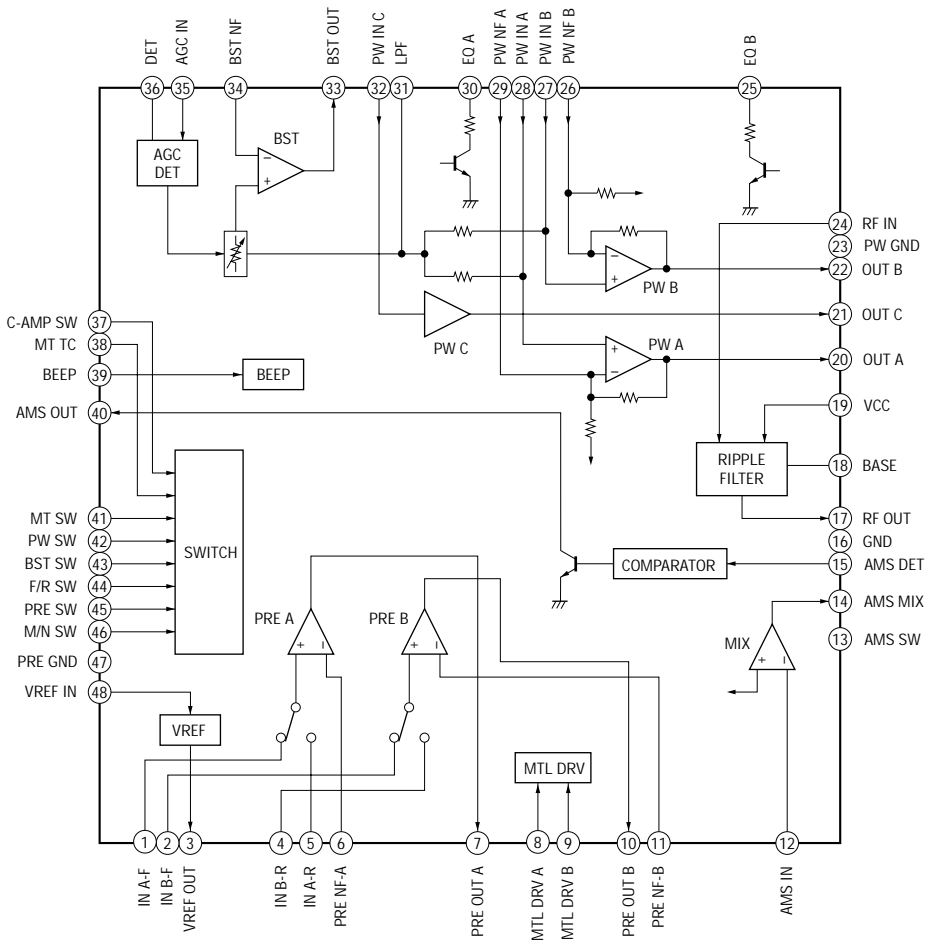 DET
AGC IN
BST NF
BST OUT
PW IN C
LPF
EQ A
PW NF A
PW IN A
PW IN B
PW NF B
EQ B
36
35
34
33
32
31
30
29
28
27
26
25
AGC
DET
BST
−
+
24 RF IN
23 PW GND
22 OUT B
21 OUT C
20 OUT A
19 VCC
18 BASE
17 RF OUT
16 GND
15 AMS DET
14 AMS MIX
13 AMS SW
−
+
PW B
PW C
PW A
+
−
C-AMP SW 37
MT TC 38
BEEP 39
AMS OUT 40
MT SW 41
PW SW 42
BST SW 43
F/R SW 44
PRE SW 45
M/N SW 46
PRE GND 47
VREF IN 48
BEEP
SWITCH
RIPPLE
FILTER
COMPARATOR
PRE A
+ −
PRE B
+ −
MIX
+ −
VREF
MTL DRV
1
2
3
4
5
6
7
8
9
10
11
12
IN A-F
IN B-F
VREF OUT
IN B-R
IN A-R
PRE NF-A
PRE OUT A
MTL DRV A
MTL DRV B
PRE OUT B
PRE NF-B
AMS IN